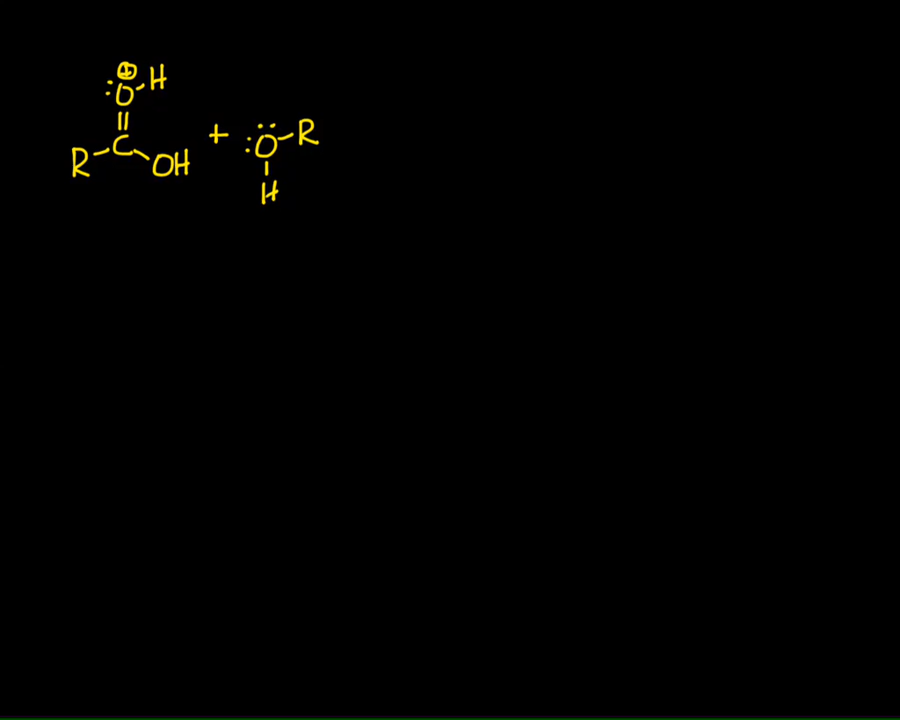 ⊕
:O-H
||
R-C-OH + :Ö-R
|
H